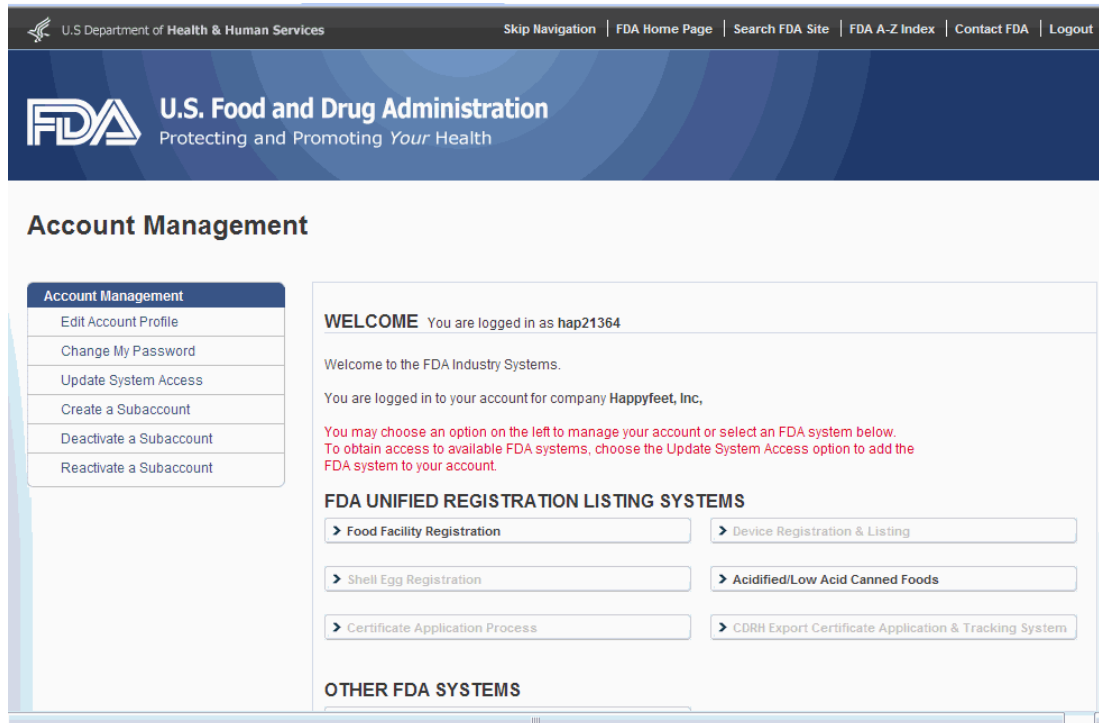 U.S Department of Health & Human Services
Skip Navigation | FDA Home Page | Search FDA Site | FDA A-Z Index | Contact FDA | Logout
FDA
U.S. Food and Drug Administration
Protecting and Promoting Your Health
Account Management
Account Management
Edit Account Profile
Change My Password
Update System Access
Create a Subaccount
Deactivate a Subaccount
Reactivate a Subaccount
WELCOME You are logged in as hap21364
Welcome to the FDA Industry Systems.
You are logged in to your account for company Happyfeet, Inc,
You may choose an option on the left to manage your account or select an FDA system below.
To obtain access to available FDA systems, choose the Update System Access option to add the
FDA system to your account.
FDA UNIFIED REGISTRATION LISTING SYSTEMS
Food Facility Registration
Device Registration & Listing
Shell Egg Registration
Acidified/Low Acid Canned Foods
Certificate Application Process
CDRH Export Certificate Application & Tracking System
OTHER FDA SYSTEMS